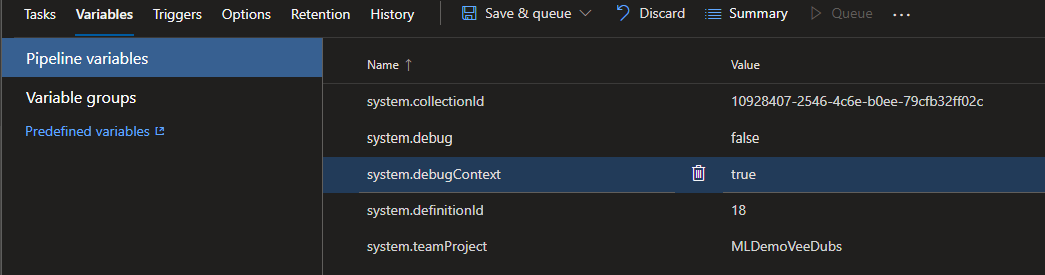 Tasks Variables Triggers Options Retention History Save & queue Discard Summary Queue ...
Pipeline variables
Variable groups
Predefined variables
Name ↑ Value
system.collectionId 10928407-2546-4c6e-b0ee-79cfb32ff02c
system.debug false
system.debugContext true
system.definitionId 18
system.teamProject MLDemoVeeDubs